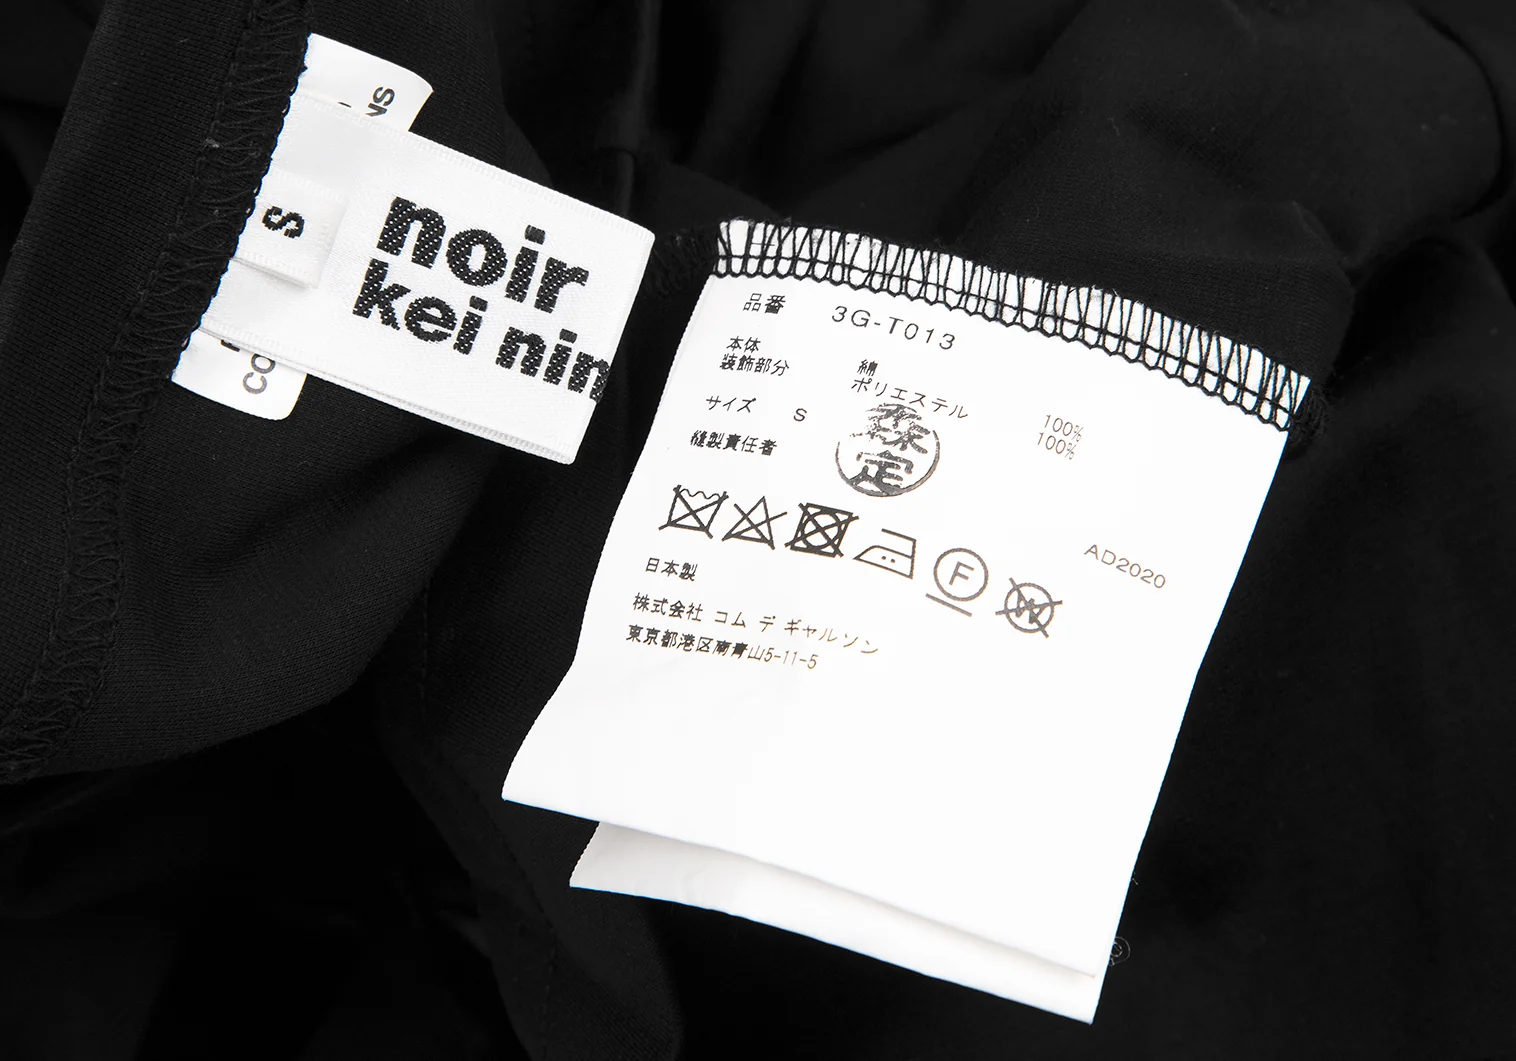 NS
S
noir
kei nin
CO
品番 3G-T013
本体 綿 100%
装飾部分 ポリエステル 100%
サイズ S
縫製責任者 森定
F
W
AD2020
日本製
株式会社 コム デ ギャルソン
東京都港区南青山5-11-5